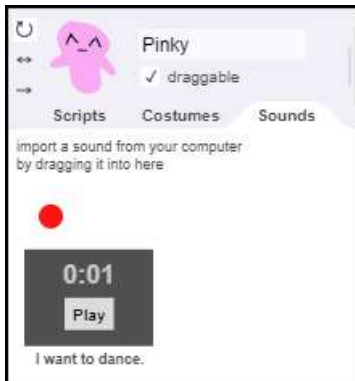 Pinky
draggable
Scripts Costumes Sounds
import a sound from your computer
by dragging it into here
0:01
Play
I want to dance.